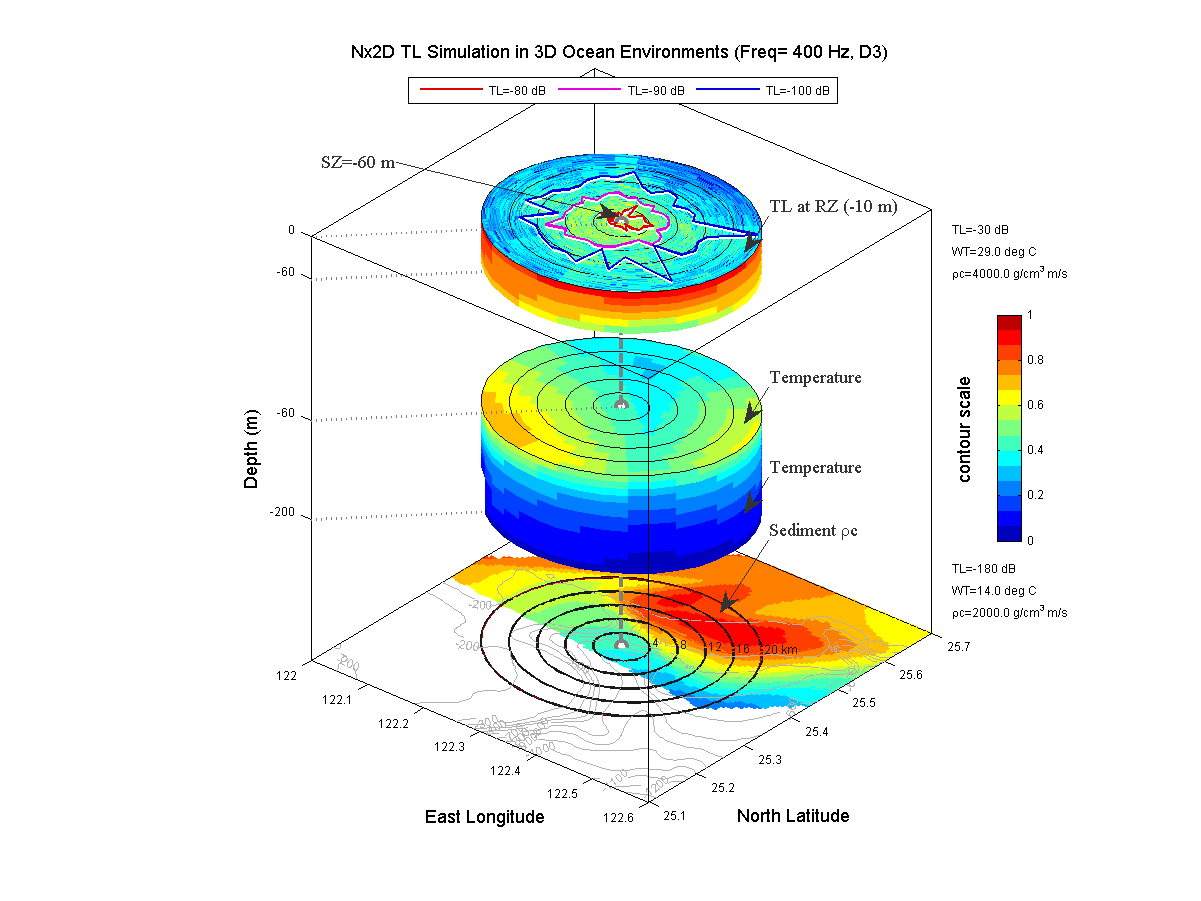 Nx2D TL Simulation in 3D Ocean Environments (Freq= 400 Hz, D3)
TL=-80 dB TL=-90 dB TL=-100 dB
SZ=-60 m
TL at RZ (-10 m)
0
-60
-60
-200
Depth (m)
Temperature
Temperature
Sediment ρc
TL=-30 dB
WT=29.0 deg C
ρc=4000.0 g/cm³ m/s
1
0.8
0.6
0.4
0.2
0
contour scale
TL=-180 dB
WT=14.0 deg C
ρc=2000.0 g/cm³ m/s
-200
-200
-200
4 8 12 16 20 km
122
122.1
122.2
122.3
122.4
122.5
122.6
East Longitude
25.1
25.2
25.3
25.4
25.5
25.6
25.7
North Latitude